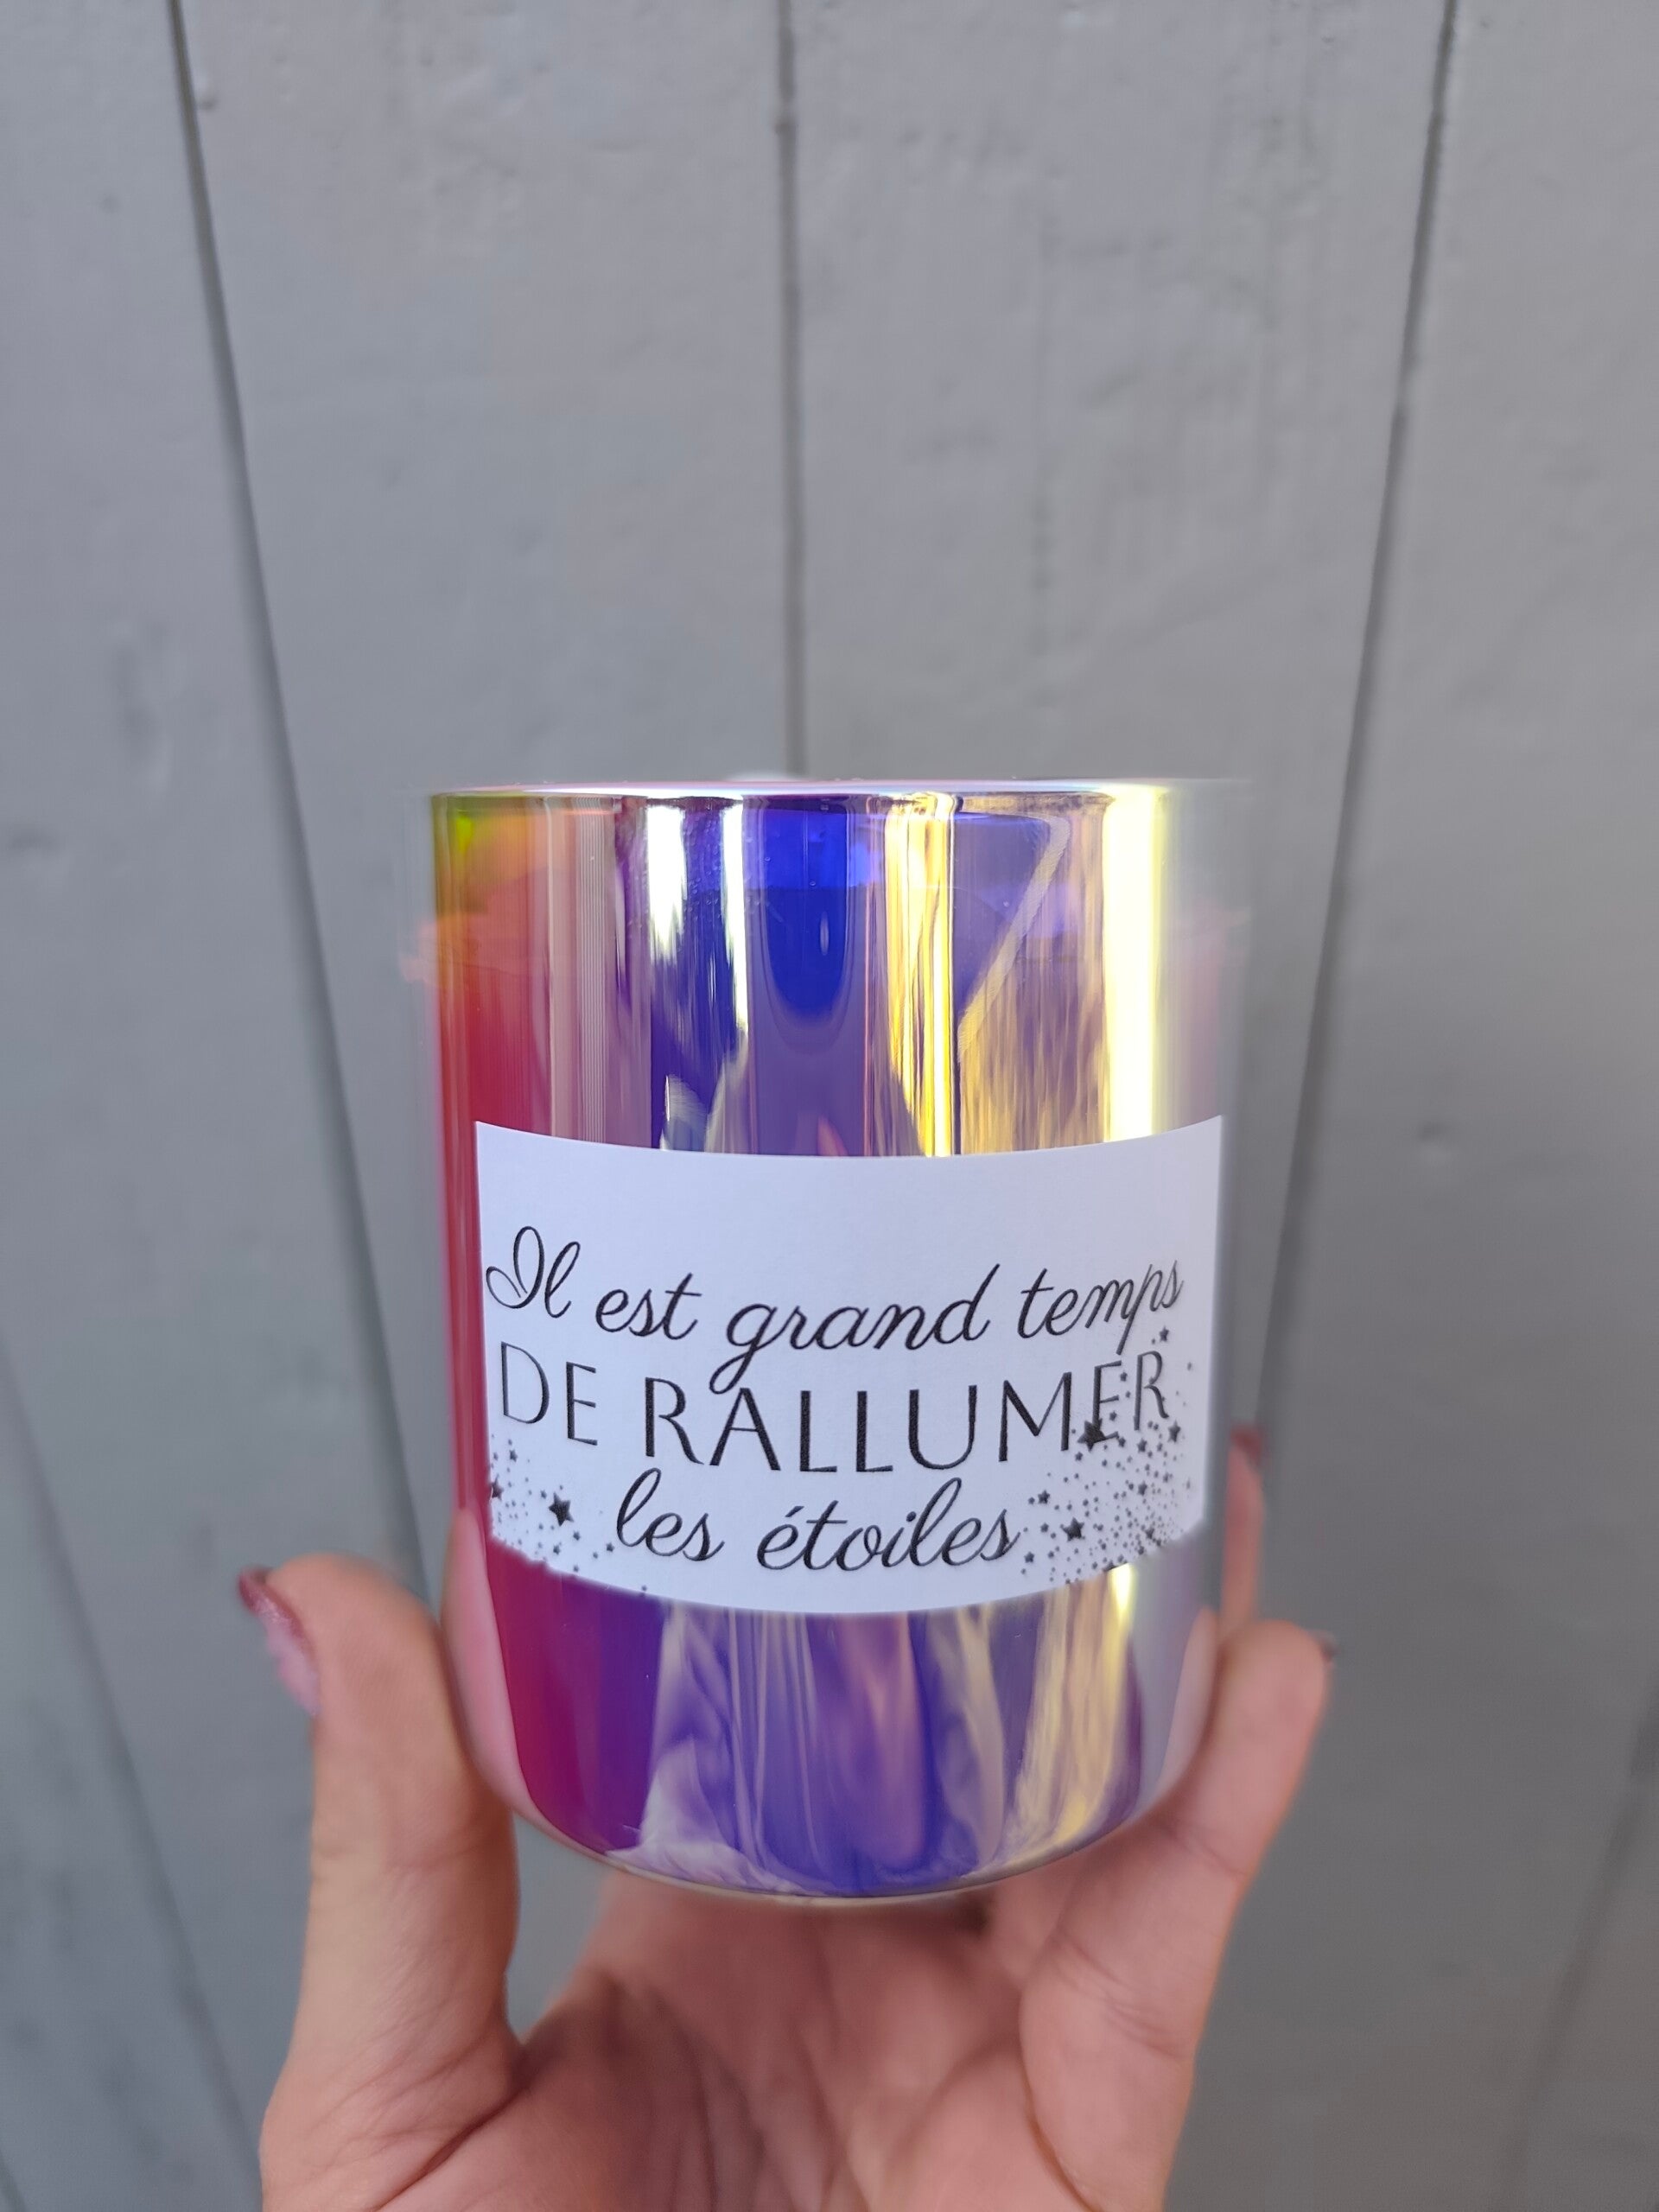 Il est grand temps
DE RALLUMER
les étoiles